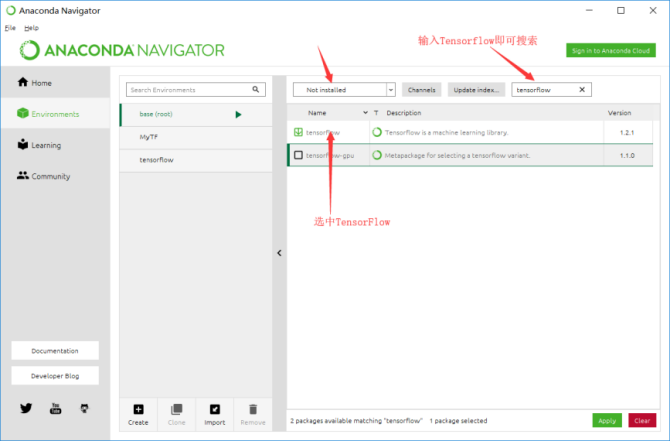 Anaconda Navigator
File Help
ANACONDA NAVIGATOR
输入Tensorflow即可搜索
Sign in to Anaconda Cloud
Home
Environments
Learning
Community
Documentation
Developer Blog
You Tube
Search Environments
base (root)
MyTF
tensorflow
Create Clone Import Remove
Not installed Channels Update index... tensorflow
Name T Description Version
tensorflow Tensorflow is a machine learning library. 1.2.1
tensorflow-gpu Metapackage for selecting a tensorflow variant. 1.1.0
选中TensorFlow
2 packages available matching "tensorflow" 1 package selected
Apply Clear